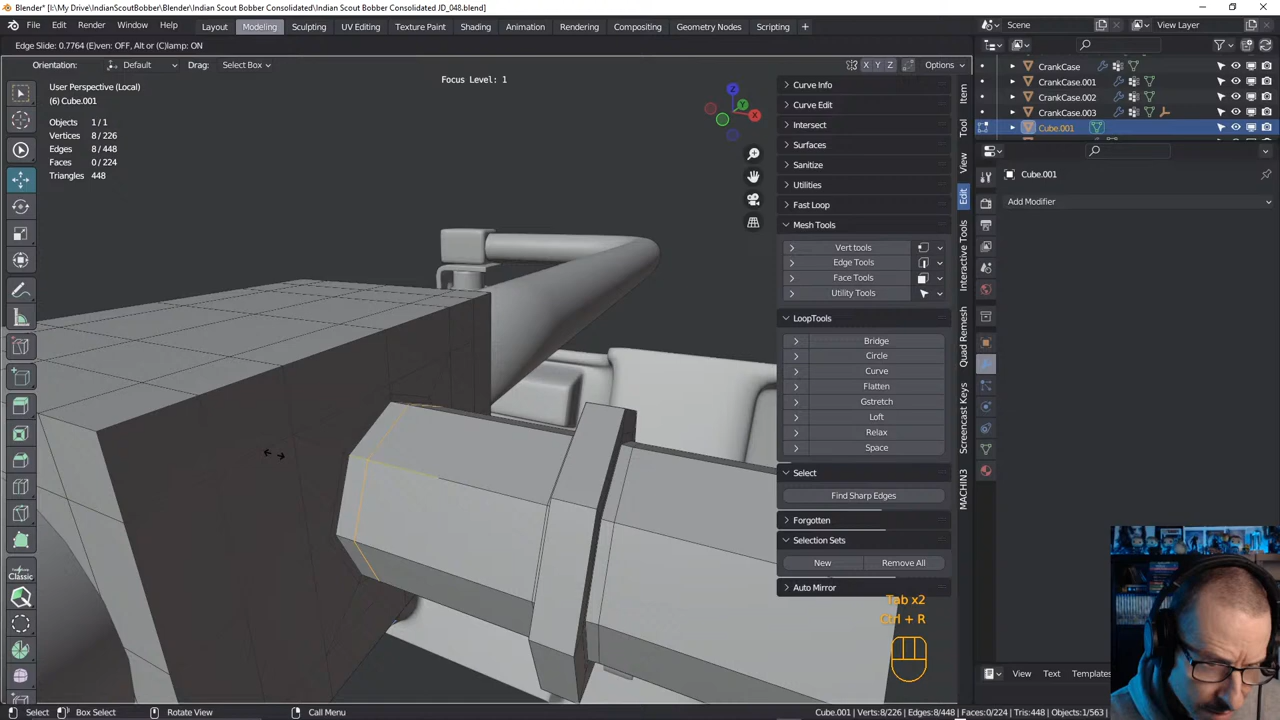 Blender* [I:\My Drive\IndianScoutBobber\Blender\Indian Scout Bobber Consolidated\Indian Scout Bobber Consolidated JD_048.blend]
File Edit Render Window Help Layout Modeling Sculpting UV Editing Texture Paint Shading Animation Rendering Compositing Geometry Nodes Scripting + Scene View Layer
Edge Slide: 0.7764 (E)ven: OFF, Alt or (C)lamp: ON
Orientation: Default Drag: Select Box X Y Z Options
Focus Level: 1
User Perspective (Local)
(6) Cube.001
Objects 1/1
Vertices 8/226
Edges 8/448
Faces 0/224
Triangles 448
Z
Y
X
Curve Info
Curve Edit
Intersect
Surfaces
Sanitize
Utilities
Fast Loop
Mesh Tools
Vert tools
Edge Tools
Face Tools
Utility Tools
LoopTools
Bridge
Circle
Curve
Flatten
Gstretch
Loft
Relax
Space
Select
Find Sharp Edges
Forgotten
Selection Sets
New Remove All
Auto Mirror
Item
Tool
View
Edit
Interactive Tools
Quad Remesh
Screencast Keys
MACHIN3
CrankCase
CrankCase.001
CrankCase.002
CrankCase.003
Cube.001
Cube.001
Add Modifier
Classic
Tab x2
Ctrl + R
View Text Templates
Select Box Select Rotate View Call Menu
Cube.001 | Verts:8/226 | Edges:8/448 | Faces:0/224 | Tris:448 | Objects:1/563